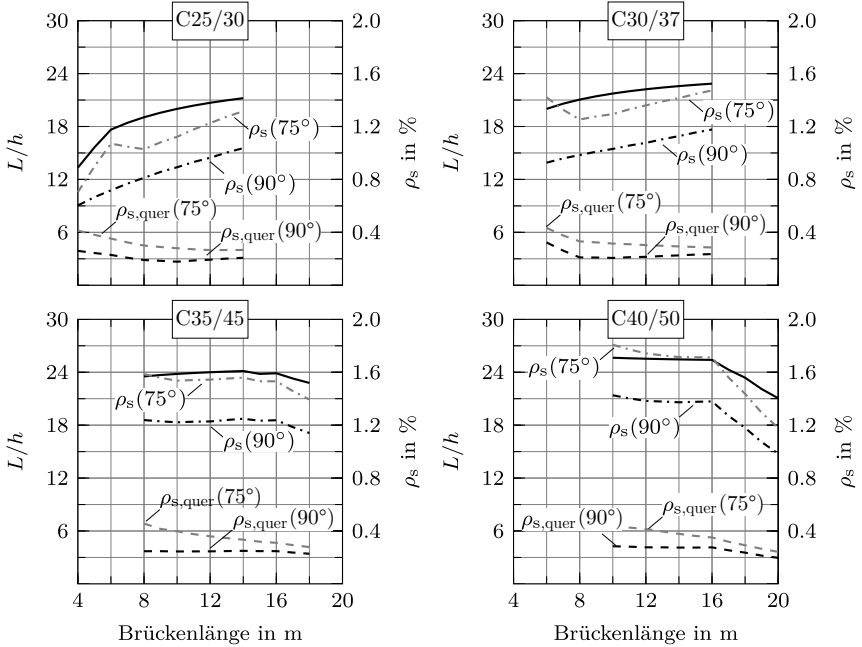 C25/30
30
24
18
12
6
L/h
2.0
1.6
1.2
0.8
0.4
ρs in %
ρs(75°)
ρs(90°)
ρs,quer(75°)
ρs,quer(90°)
C30/37
30
24
18
12
6
L/h
2.0
1.6
1.2
0.8
0.4
ρs in %
ρs(75°)
ρs(90°)
ρs,quer(75°)
ρs,quer(90°)
C35/45
30
24
18
12
6
L/h
2.0
1.6
1.2
0.8
0.4
ρs in %
ρs(75°)
ρs(90°)
ρs,quer(75°)
ρs,quer(90°)
4 8 12 16 20
Brückenlänge in m
C40/50
30
24
18
12
6
L/h
2.0
1.6
1.2
0.8
0.4
ρs in %
ρs(75°)
ρs(90°)
ρs,quer(75°)
ρs,quer(90°)
4 8 12 16 20
Brückenlänge in m